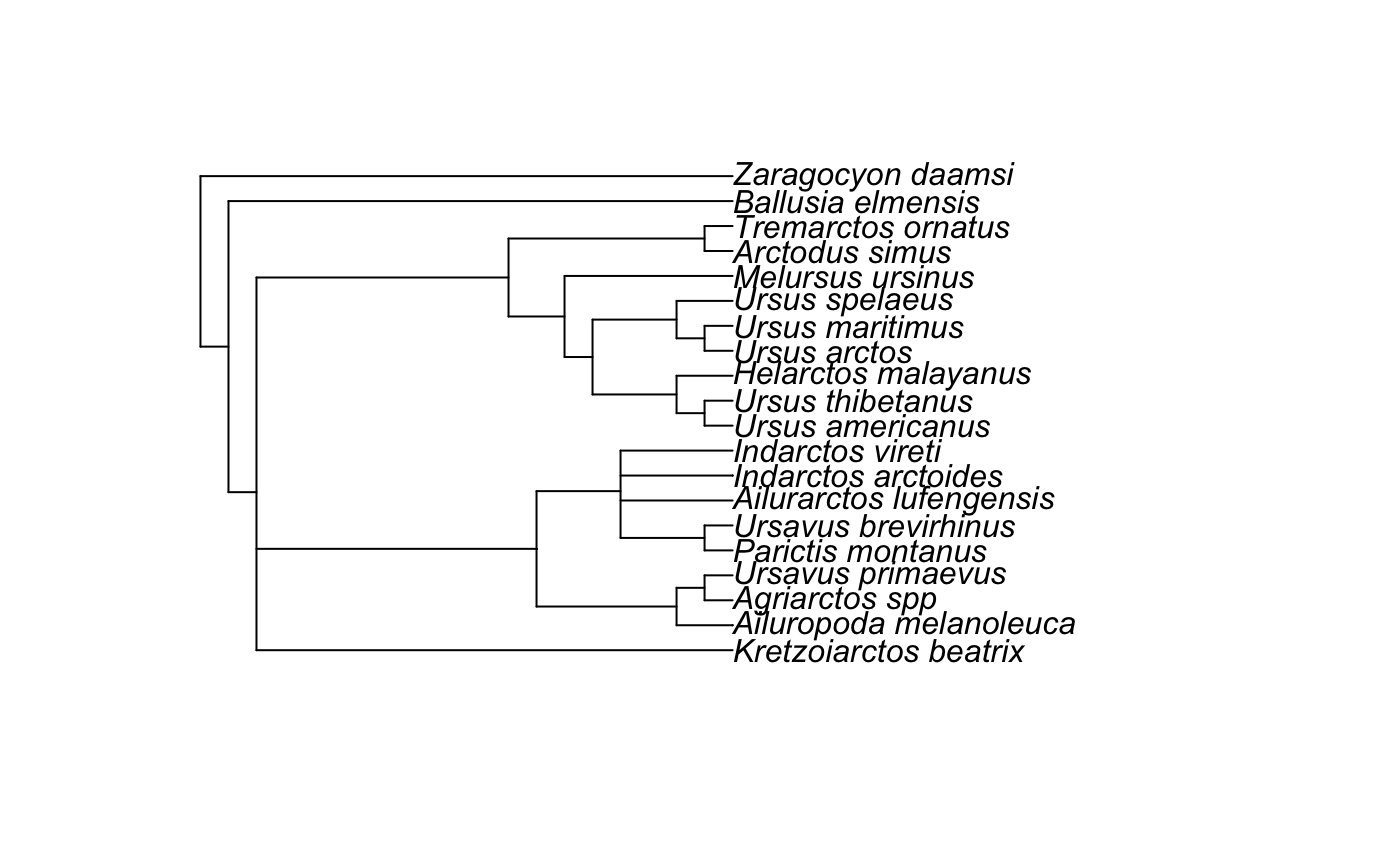 Zaragocyon daamsi
Ballusia elmensis
Tremarctos ornatus
Arctodus simus
Melursus ursinus
Ursus spelaeus
Ursus maritimus
Ursus arctos
Helarctos malayanus
Ursus thibetanus
Ursus americanus
Indarctos vireti
Indarctos arctoides
Ailurarctos lufengensis
Ursavus brevirhinus
Parictis montanus
Ursavus primaevus
Agriarctos spp
Ailuropoda melanoleuca
Kretzoiarctos beatrix